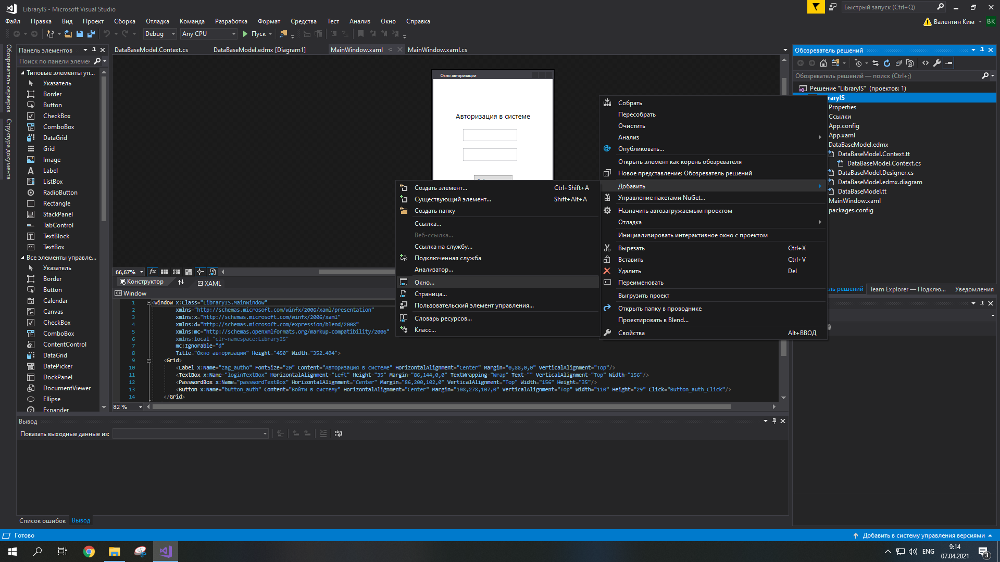 LibraryIS - Microsoft Visual Studio
Быстрый запуск (Ctrl+Q)
Файл Правка Вид Проект Сборка Отладка Команда Разработка Формат Средства Тест Анализ Окно Справка
Валентин Ким ВК
Debug Any CPU Пуск
Обозреватель серверов
Структура документа
Панель элементов
Поиск по панели элемен
Типовые элементы уп...
Указатель
Border
Button
CheckBox
ComboBox
DataGrid
Grid
Image
Label
ListBox
RadioButton
Rectangle
StackPanel
TabControl
TextBlock
TextBox
Все элементы управле...
Указатель
Border
Button
Calendar
Canvas
CheckBox
ComboBox
ContentControl
DataGrid
DatePicker
DockPanel
DocumentViewer
Ellipse
Expander
DataBaseModel.Context.cs DataBaseModel.edmx [Diagram1] MainWindow.xaml MainWindow.xaml.cs
Окно авторизации
Авторизация в системе
Создать элемент... Ctrl+Shift+A
Существующий элемент... Shift+Alt+A
Создать папку
Ссылка...
Веб-ссылка...
Ссылка на службу...
Подключенная служба
Анализатор...
Окно...
Страница...
Пользовательский элемент управления...
Словарь ресурсов...
Класс...
Собрать
Пересобрать
Очистить
Анализ
Опубликовать...
Открыть элемент как корень обозревателя
Новое представление: Обозреватель решений
Добавить
Управление пакетами NuGet...
Назначить автозагружаемым проектом
Отладка
Инициализировать интерактивное окно с проектом
Вырезать Ctrl+X
Вставить Ctrl+V
Удалить Del
Переименовать
Выгрузить проект
Открыть папку в проводнике
Проектировать в Blend...
Свойства Alt+ВВОД
66,67% fx
Конструктор XAML
Window
1 <Window x:Class="LibraryIS.MainWindow"
2 xmlns="http://schemas.microsoft.com/winfx/2006/xaml/presentation"
3 xmlns:x="http://schemas.microsoft.com/winfx/2006/xaml"
4 xmlns:d="http://schemas.microsoft.com/expression/blend/2008"
5 xmlns:mc="http://schemas.openxmlformats.org/markup-compatibility/2006"
6 xmlns:local="clr-namespace:LibraryIS"
7 mc:Ignorable="d"
8 Title="Окно авторизации" Height="450" Width="352.494">
9 <Grid>
10 <Label x:Name="zag_autho" FontSize="20" Content="Авторизация в системе" HorizontalAlignment="Center" Margin="0,88,0,0" VerticalAlignment="Top"/>
11 <TextBox x:Name="loginTextBox" HorizontalAlignment="Left" Height="35" Margin="86,144,0,0" TextWrapping="Wrap" Text="" VerticalAlignment="Top" Width="156"/>
12 <PasswordBox x:Name="passwordTextBox" HorizontalAlignment="Center" Margin="86,200,102,0" VerticalAlignment="Top" Width="156" Height="35"/>
13 <Button x:Name="button_auth" Content="Войти в систему" HorizontalAlignment="Center" Margin="108,278,107,0" VerticalAlignment="Top" Width="110" Height="29" Click="Button_auth_Click"/>
14 </Grid>
82 %
Обозреватель решений
Обозреватель решений — поиск (Ctrl+;)
Решение "LibraryIS" (проектов: 1)
raryIS
Properties
Ссылки
App.config
App.xaml
DataBaseModel.edmx
DataBaseModel.Context.tt
DataBaseModel.Context.cs
DataBaseModel.Designer.cs
DataBaseModel.edmx.diagram
DataBaseModel.tt
MainWindow.xaml
packages.config
ль решений Team Explorer — Подклю... Уведомления
Вывод
Показать выходные данные из:
Список ошибок Вывод
Готово
Добавить в систему управления версиями
ENG
9:14
07.04.2021
3